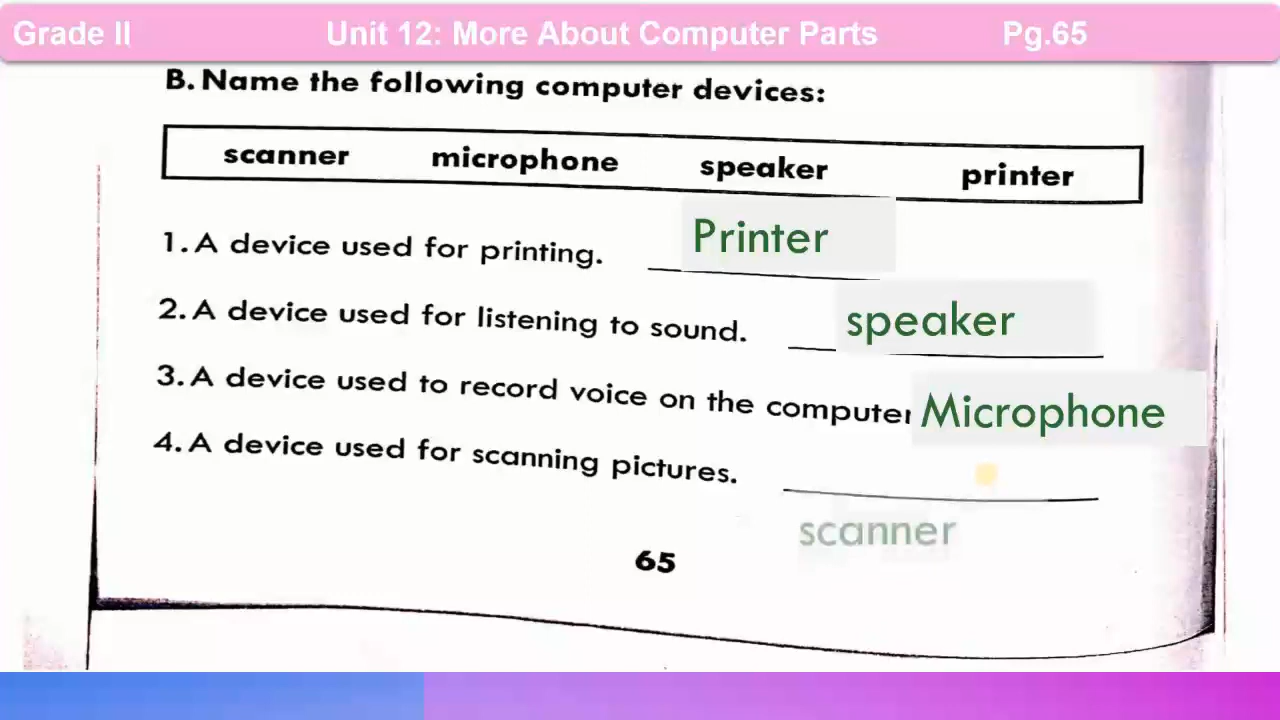 Grade II Unit 12: More About Computer Parts Pg.65
B. Name the following computer devices:
scanner microphone speaker printer
1. A device used for printing. Printer
2. A device used for listening to sound. speaker
3. A device used to record voice on the computer Microphone
4. A device used for scanning pictures.
scanner
65